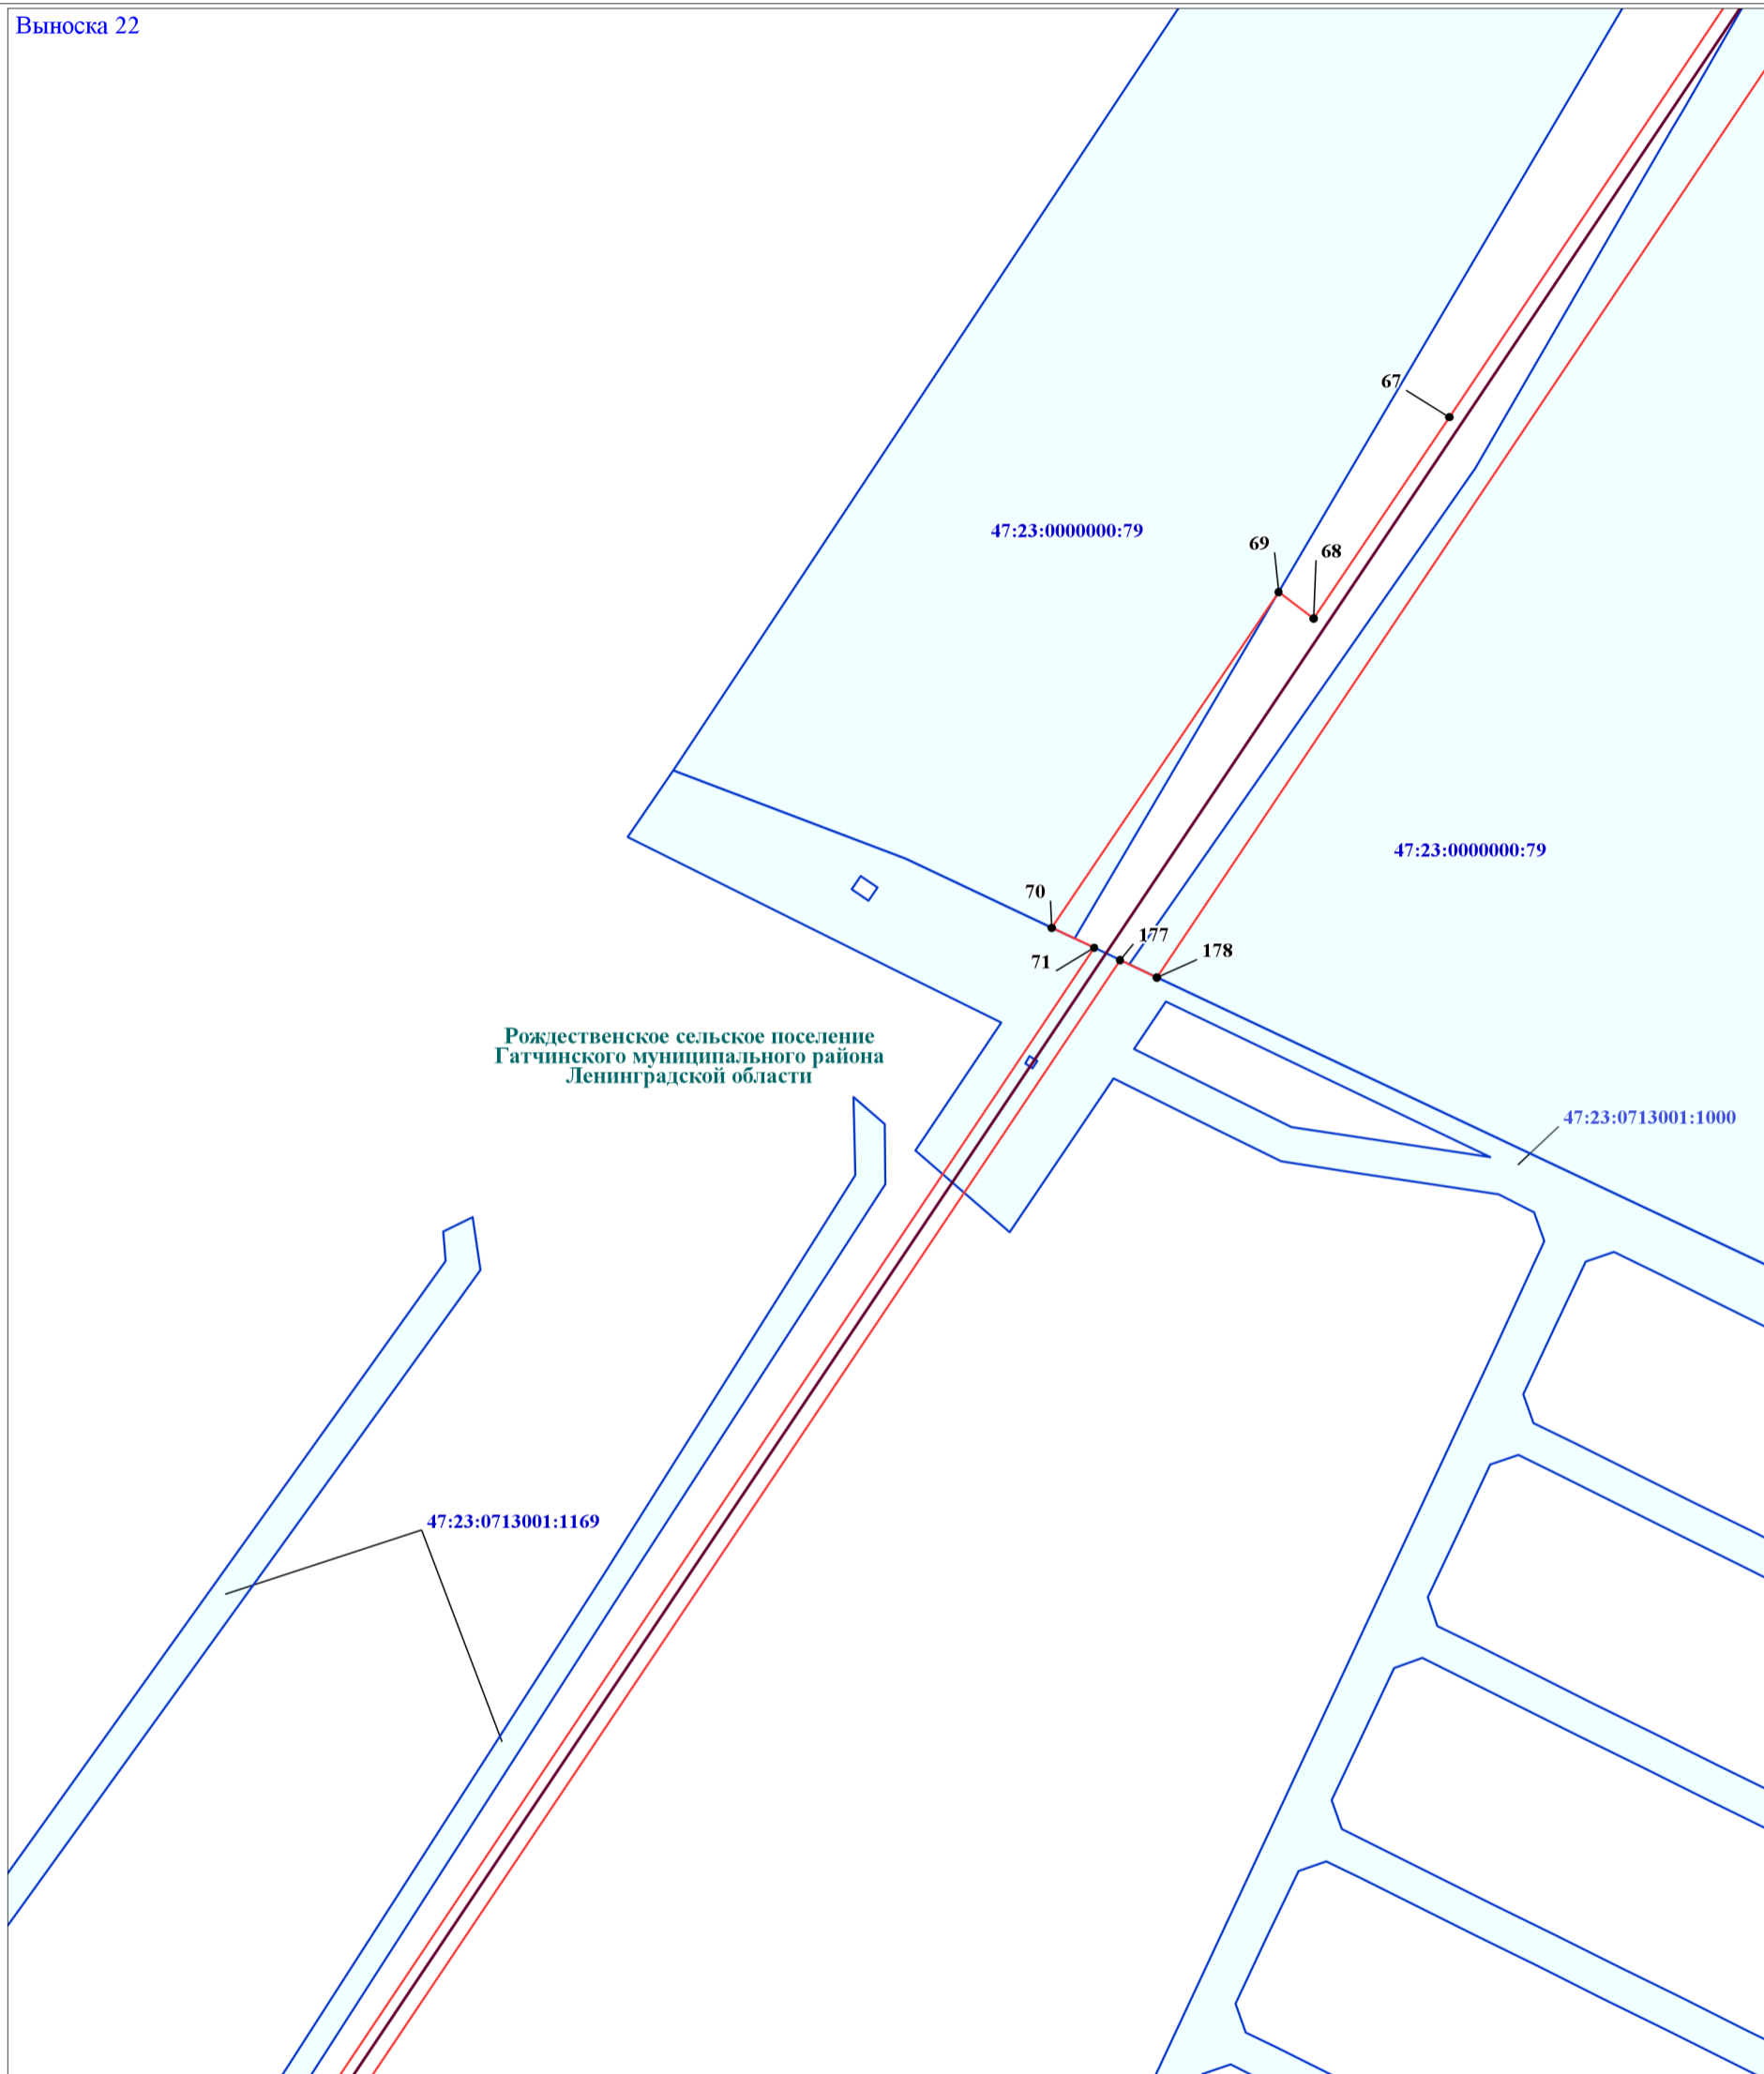 Выноска 22
67
47:23:0000000:79
69
68
47:23:0000000:79
70
177
178
71
Рождественское сельское поселение
Гатчинского муниципального района
Ленинградской области
47:23:0713001:1000
47:23:0713001:1169